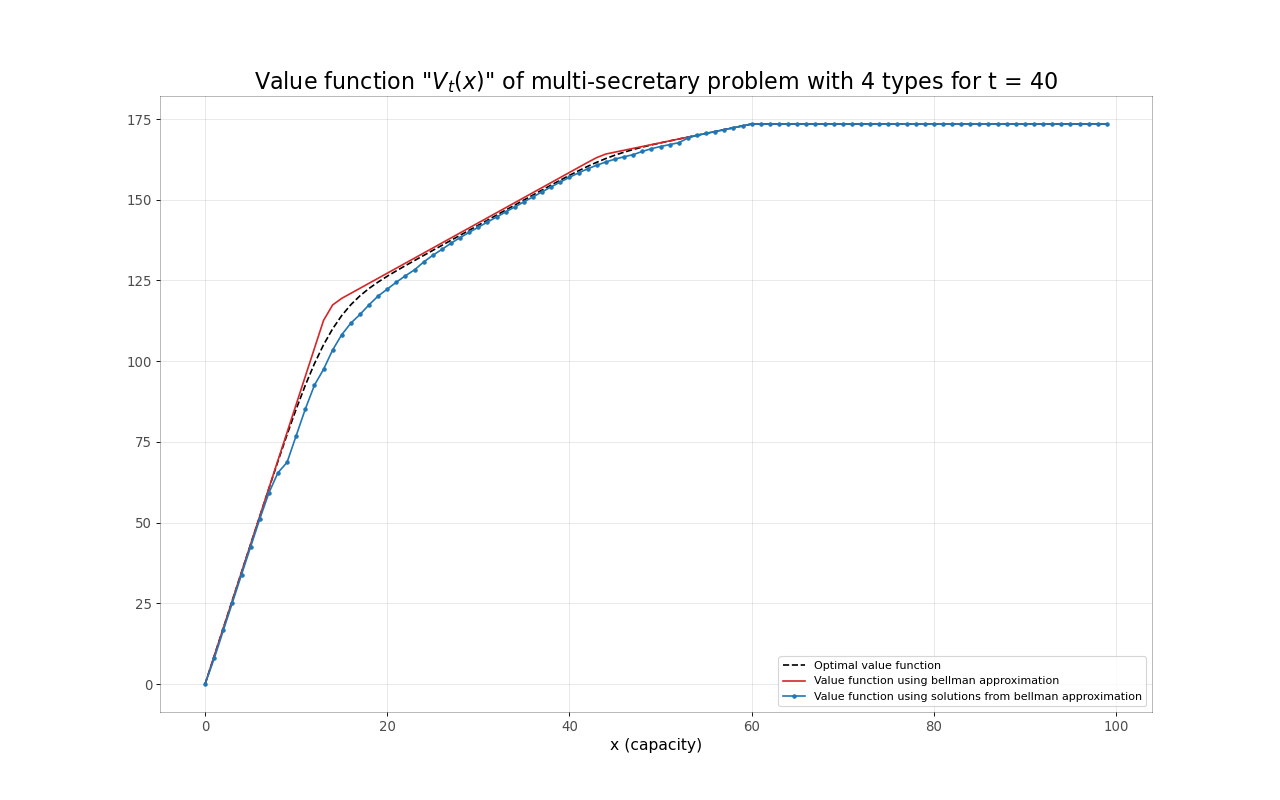 Value function "V_t(x)" of multi-secretary problem with 4 types for t = 40
175
150
125
100
75
50
25
0
Optimal value function
Value function using bellman approximation
Value function using solutions from bellman approximation
0 20 40 60 80 100
x (capacity)